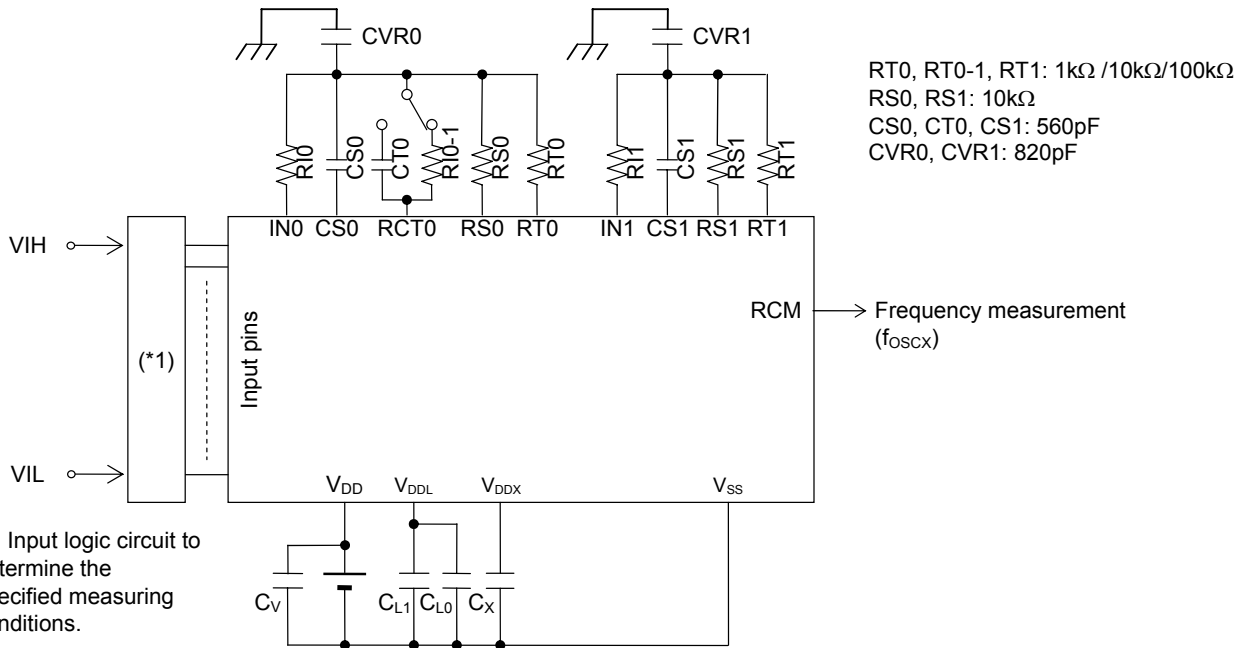 CVR0
CVR1
RT0, RT0-1, RT1: 1kΩ /10kΩ/100kΩ
RS0, RS1: 10kΩ
CS0, CT0, CS1: 560pF
CVR0, CVR1: 820pF
RI0
CS0
CT0
RI0-1
RS0
RT0
RI1
CS1
RS1
RT1
IN0 CS0 RCT0 RS0 RT0 IN1 CS1 RS1 RT1
VIH
RCM
Frequency measurement
(fOSCX)
(*1)
Input pins
VIL
VDD VDDL VDDX VSS
Input logic circuit to
termine the
ecified measuring
nditions.
CV
CL1 CL0 CX